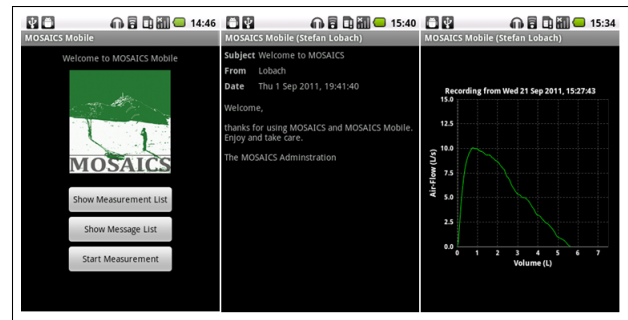 14:46
MOSAICS Mobile
Welcome to MOSAICS Mobile
MOSAICS
Show Measurement List
Show Message List
Start Measurement
15:40
MOSAICS Mobile (Stefan Lobach)
Subject Welcome to MOSAICS
From Lobach
Date Thu 1 Sep 2011, 19:41:40
Welcome,
thanks for using MOSAICS and MOSAICS Mobile.
Enjoy and take care.
The MOSAICS Adminstration
15:34
MOSAICS Mobile (Stefan Lobach)
Recording from Wed 21 Sep 2011, 15:27:43
15.0
12.5
10.0
7.5
5.0
2.5
0.0
Air-Flow (L/s)
0 1 2 3 4 5 6 7
Volume (L)